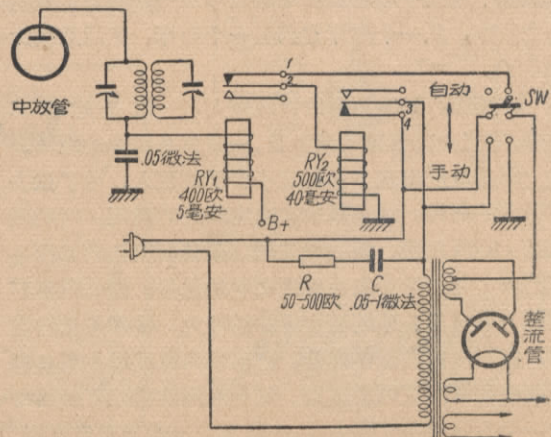 中放管
.05微法
RY₁
400欧
5毫安
B+
1
2
3
4
RY₂
500欧
40毫安
自动
手动
SW
R
50-500欧
C
.05-1微法
整流管